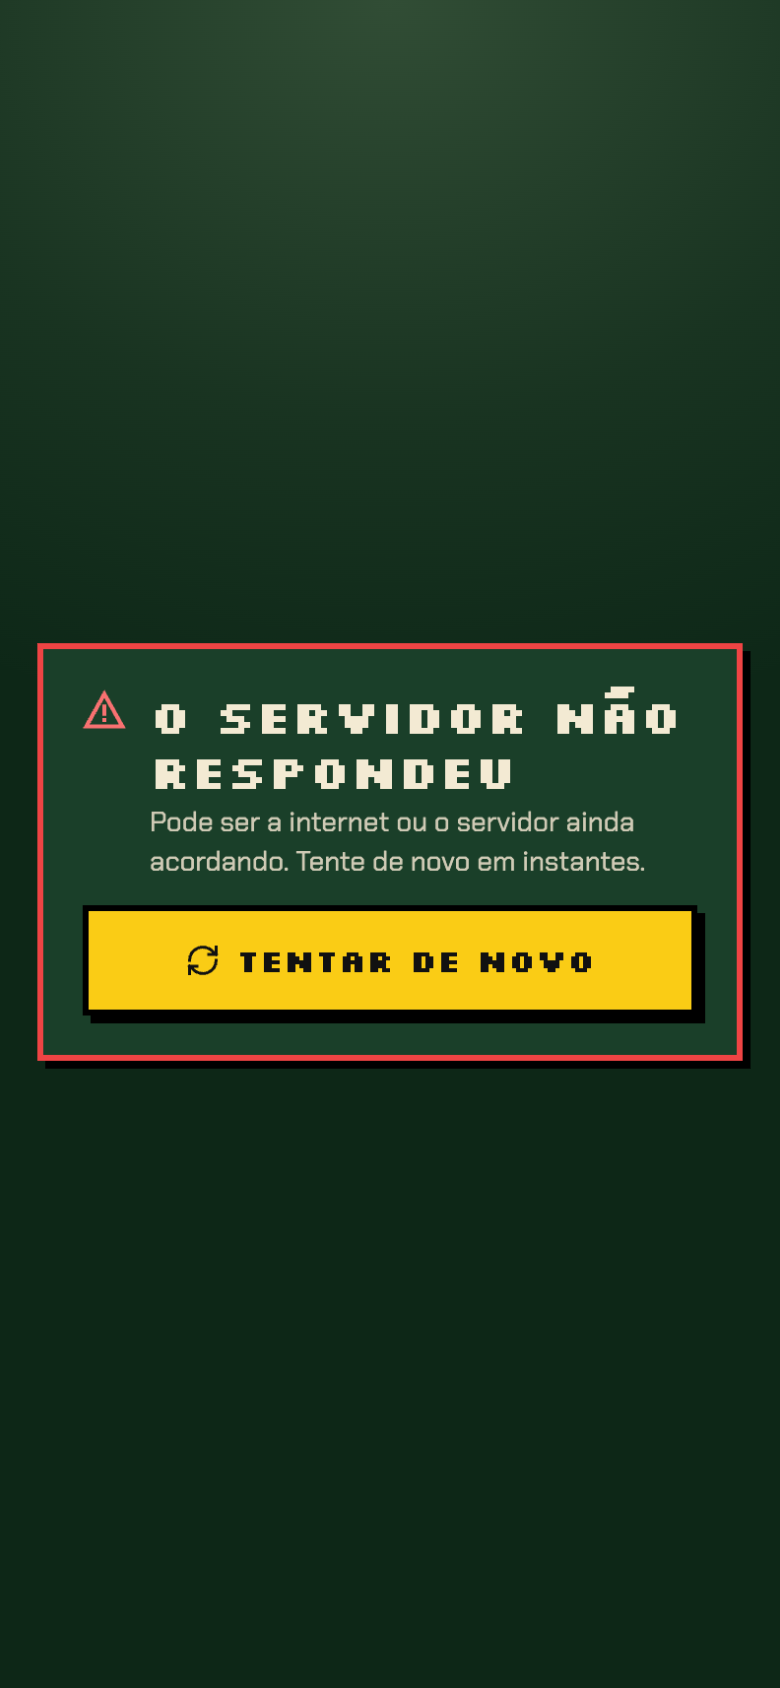 O SERVIDOR NÃO
RESPONDEU
Pode ser a internet ou o servidor ainda
acordando. Tente de novo em instantes.
TENTAR DE NOVO